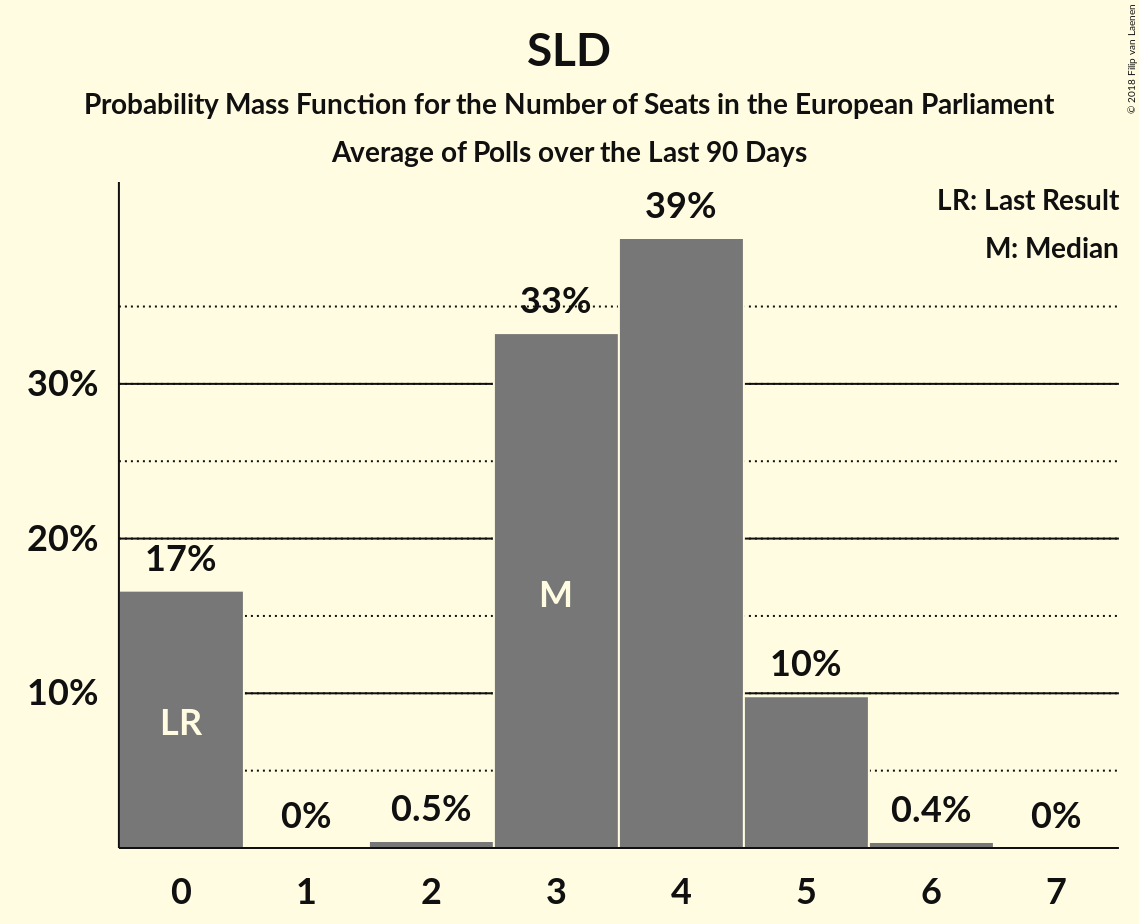 SLD
Probability Mass Function for the Number of Seats in the European Parliament
Average of Polls over the Last 90 Days
© 2018 Filip van Laenen
LR: Last Result
M: Median
39%
33%
30%
20%
17%
M
10%
10%
LR
0%
0.5%
0.4%
0%
0 1 2 3 4 5 6 7